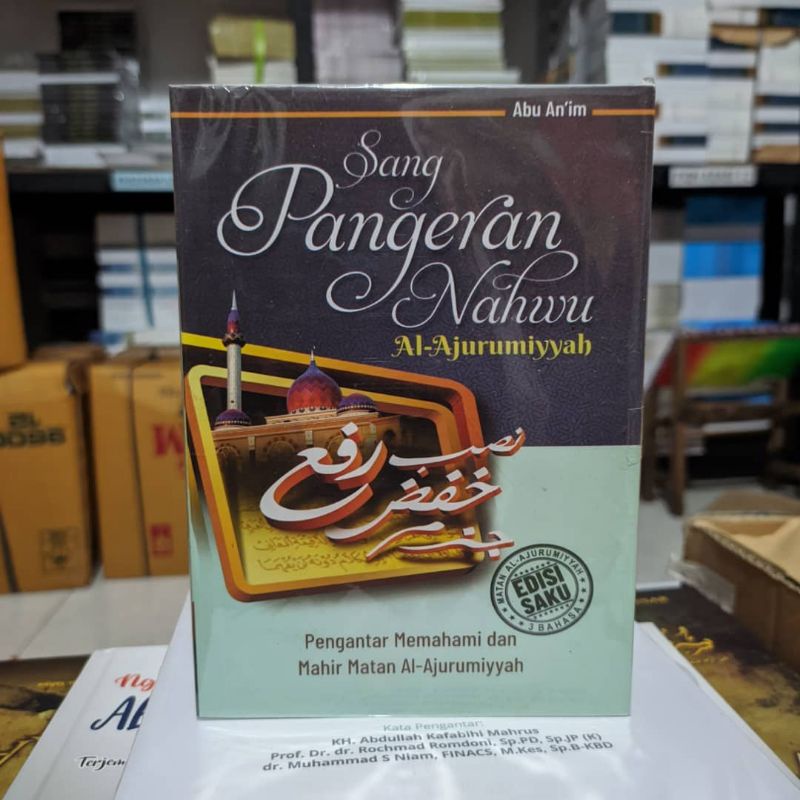 Abu An'im
Sang
Pangeran
Nahwu
Al-Ajurumiyyah
رفع نصب
خفض
جزم
MATAN AL-AJURUMIYYAH
EDISI
SAKU
3 BAHASA
Pengantar Memahami dan
Mahir Matan Al-Ajurumiyyah
Kata Pengantar:
KH. Abdullah Kafabihi Mahrus
Prof. Dr. dr. Rochmad Romdoni, Sp.PD, Sp.JP (K)
dr. Muhammad S Niam, FINACS, M.Kes, Sp.B-KBD
Ng
Terjem